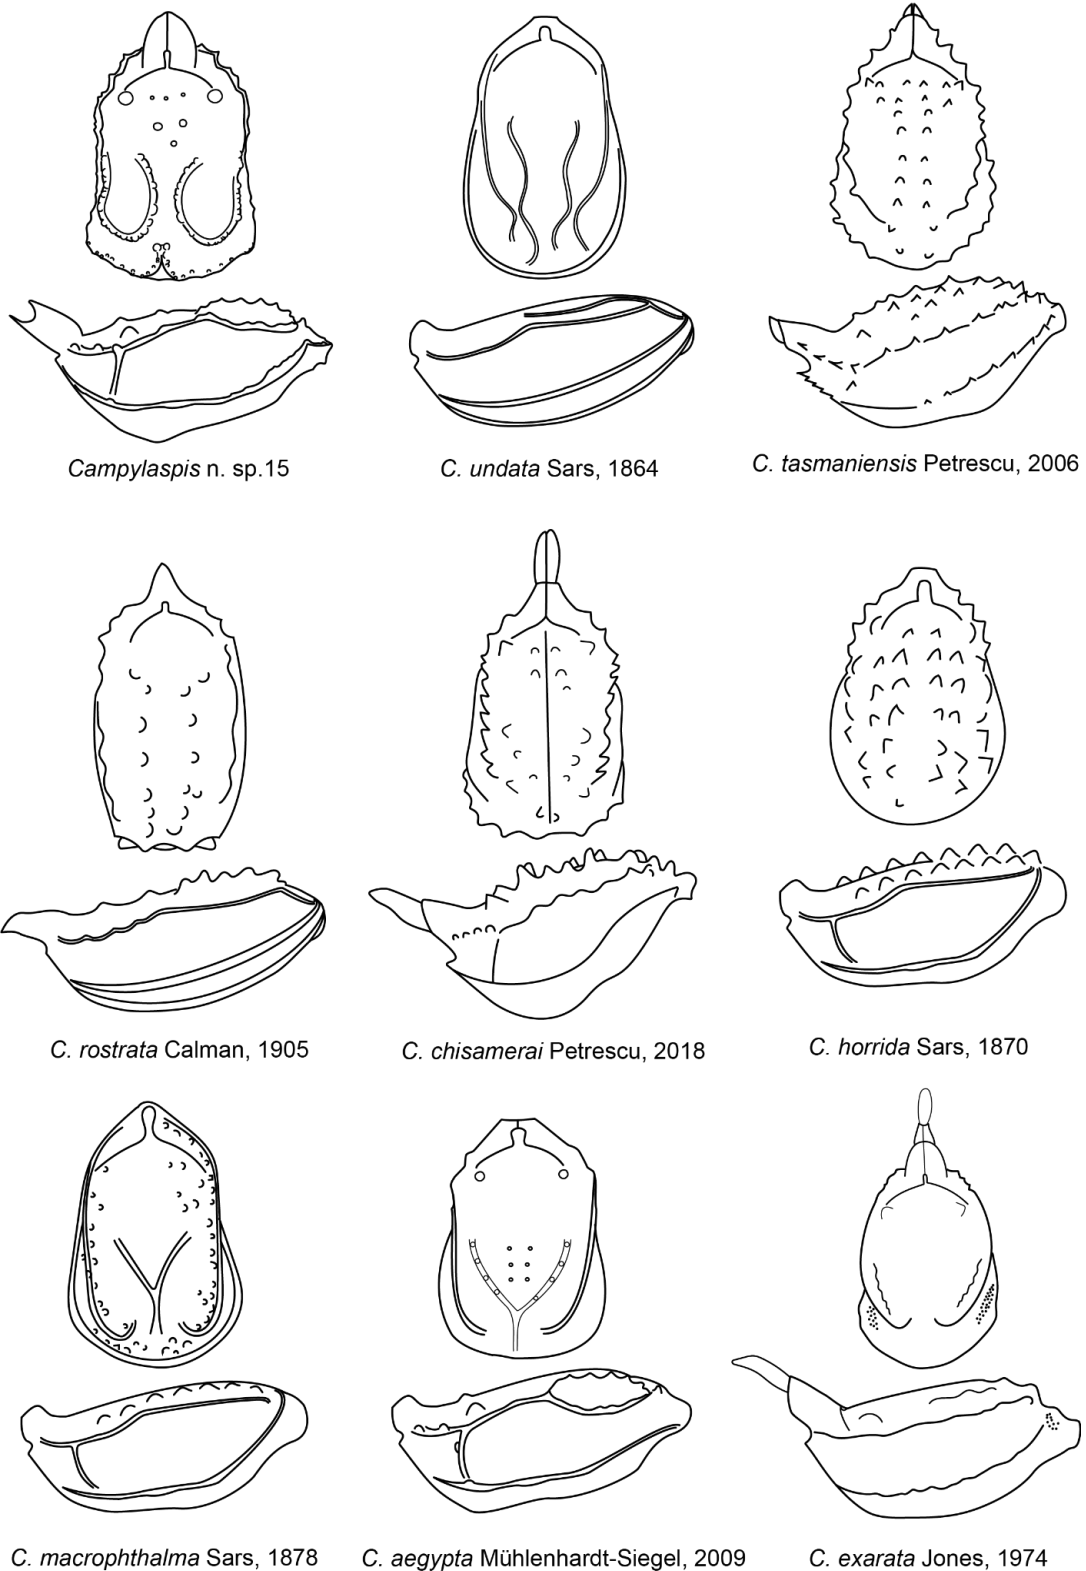 Campylaspis n. sp.15
C. undata Sars, 1864
C. tasmaniensis Petrescu, 2006
C. rostrata Calman, 1905
C. chisamerai Petrescu, 2018
C. horrida Sars, 1870
C. macrophthalma Sars, 1878
C. aegypta Mühlenhardt-Siegel, 2009
C. exarata Jones, 1974